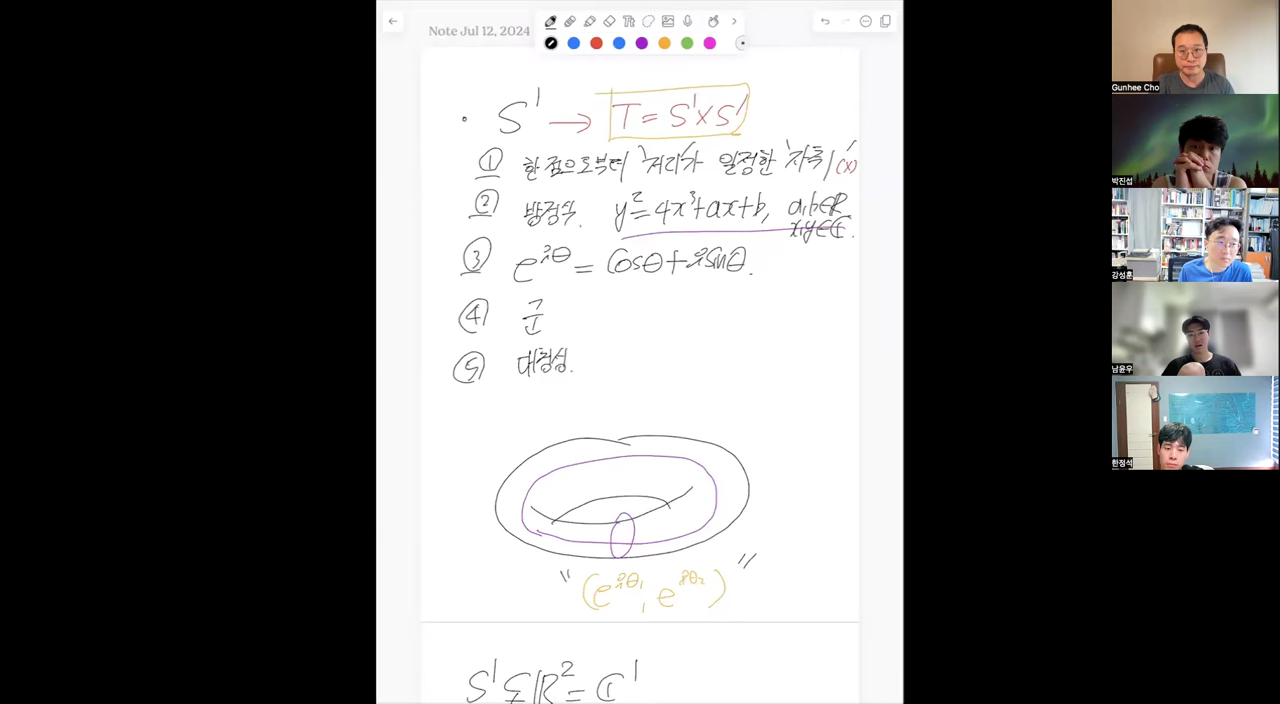 Note Jul 12, 2024
• S¹ → T = S¹ × S¹
① 한 점으로부터 '거리'가 일정한 '자취' (x)
② 방정식. y² = 4x³ + ax + b, a,b∈ℝ
x,y∈ℂ.
③ e^{iθ} = cosθ + i sinθ.
④ 군
⑤ 대칭성.
" (e^{iθ₁}, e^{iθ₂}) "
ℝ² = ℂ¹
Gunhee Cho
박진섭
강성훈
남윤우
한정석